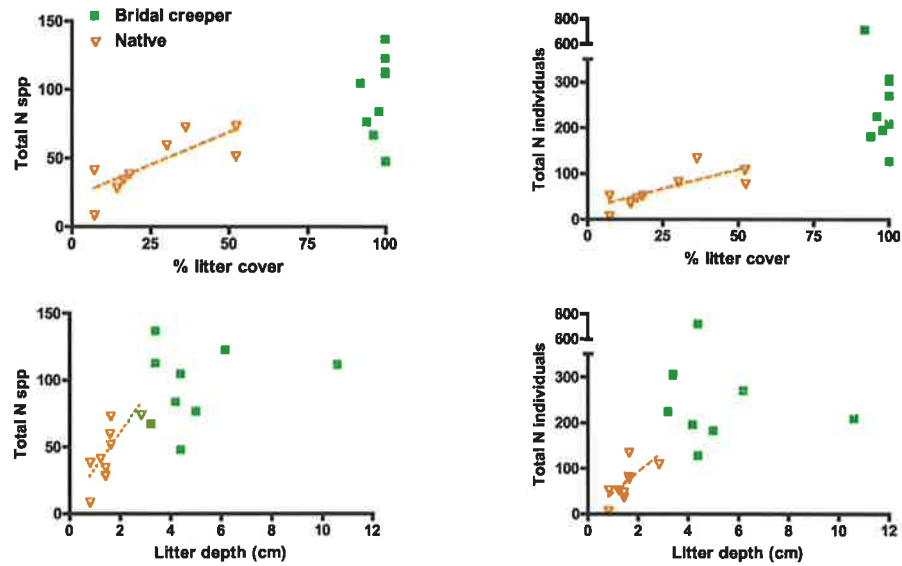 Bridal creeper
Native
150
100
50
0
Total N spp
0 25 50 75 100
% litter cover
800
600
300
200
100
0
Total N individuals
0 25 50 75 100
% litter cover
150
100
50
0
Total N spp
0 2 4 6 8 10 12
Litter depth (cm)
800
600
300
200
100
0
Total N individuals
0 2 4 6 8 10 12
Litter depth (cm)